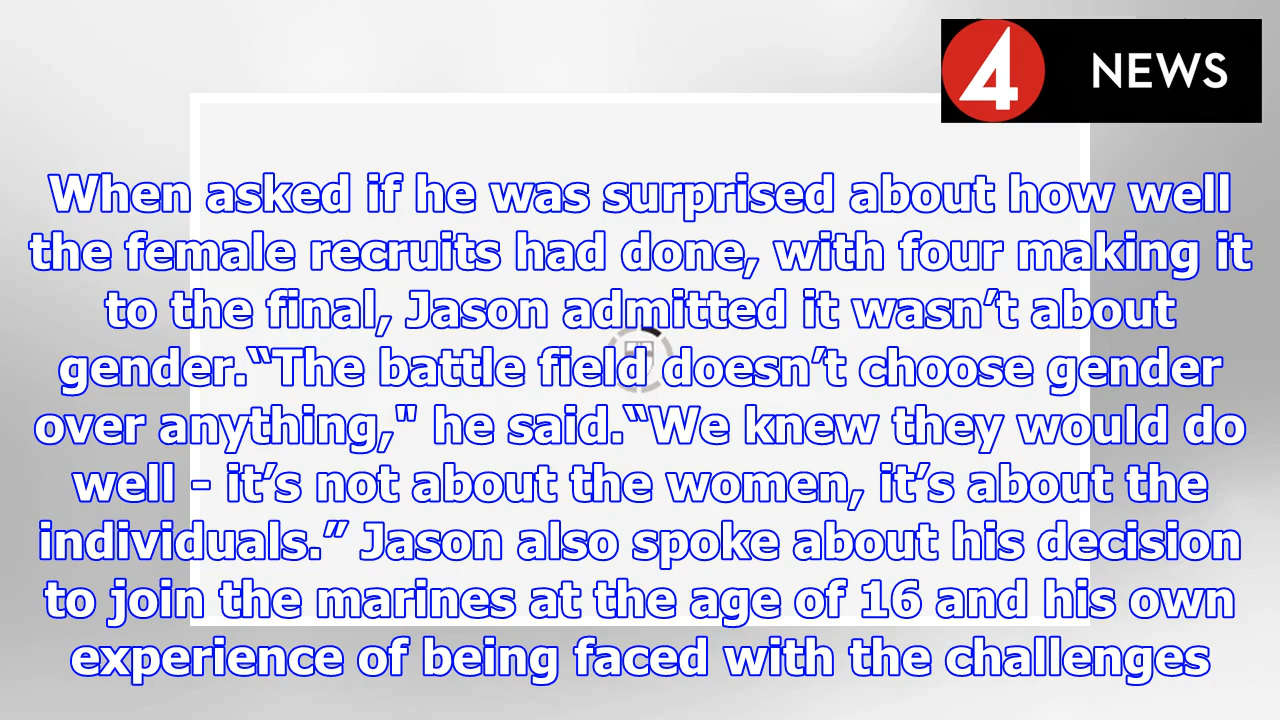 4 NEWS
When asked if he was surprised about how well
the female recruits had done, with four making it
to the final, Jason admitted it wasn’t about
gender.“The battle field doesn’t choose gender
over anything," he said.“We knew they would do
well - it’s not about the women, it’s about the
individuals.” Jason also spoke about his decision
to join the marines at the age of 16 and his own
experience of being faced with the challenges